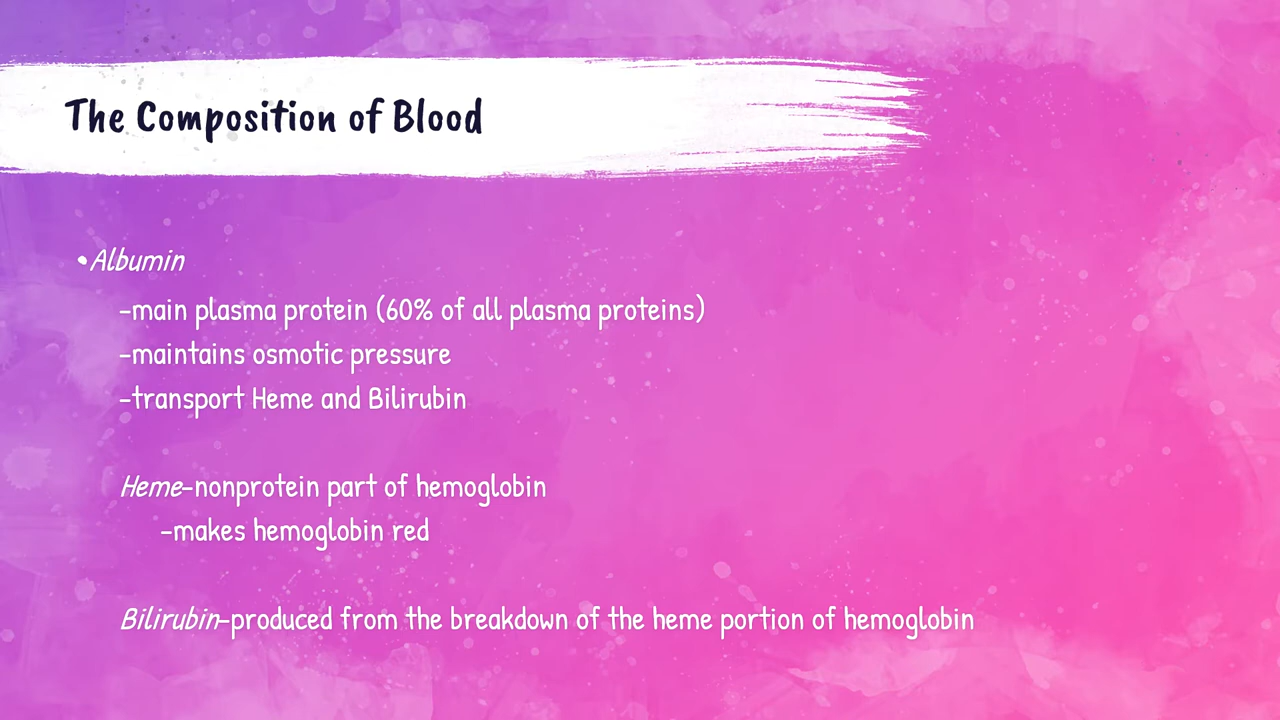 The Composition of Blood
•Albumin
–main plasma protein (60% of all plasma proteins)
–maintains osmotic pressure
–transport Heme and Bilirubin
Heme–nonprotein part of hemoglobin
–makes hemoglobin red
Bilirubin–produced from the breakdown of the heme portion of hemoglobin